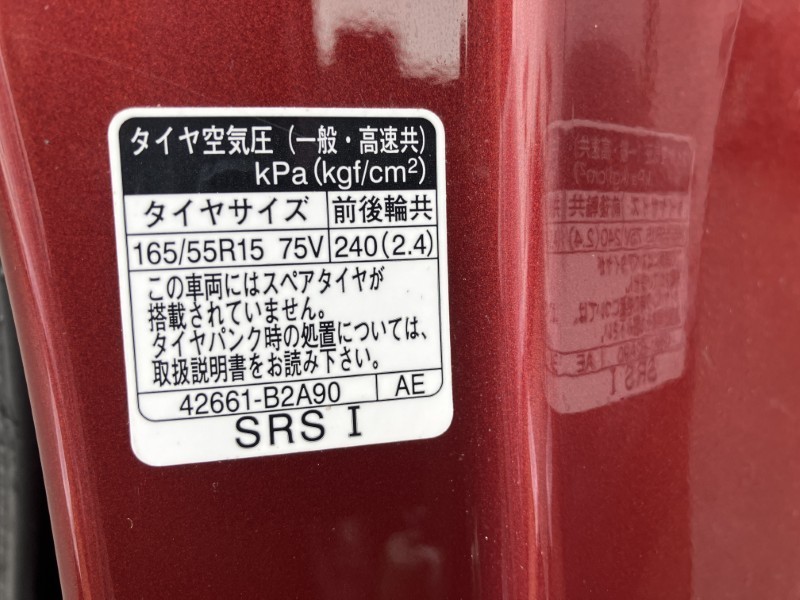 タイヤ空気圧（一般・高速共）
kPa(kgf/cm²)
タイヤサイズ 前後輪共
165/55R15 75V 240(2.4)
この車両にはスペアタイヤが
搭載されていません。
タイヤパンク時の処置については、
取扱説明書をお読み下さい。
42661-B2A90 AE
SRS I